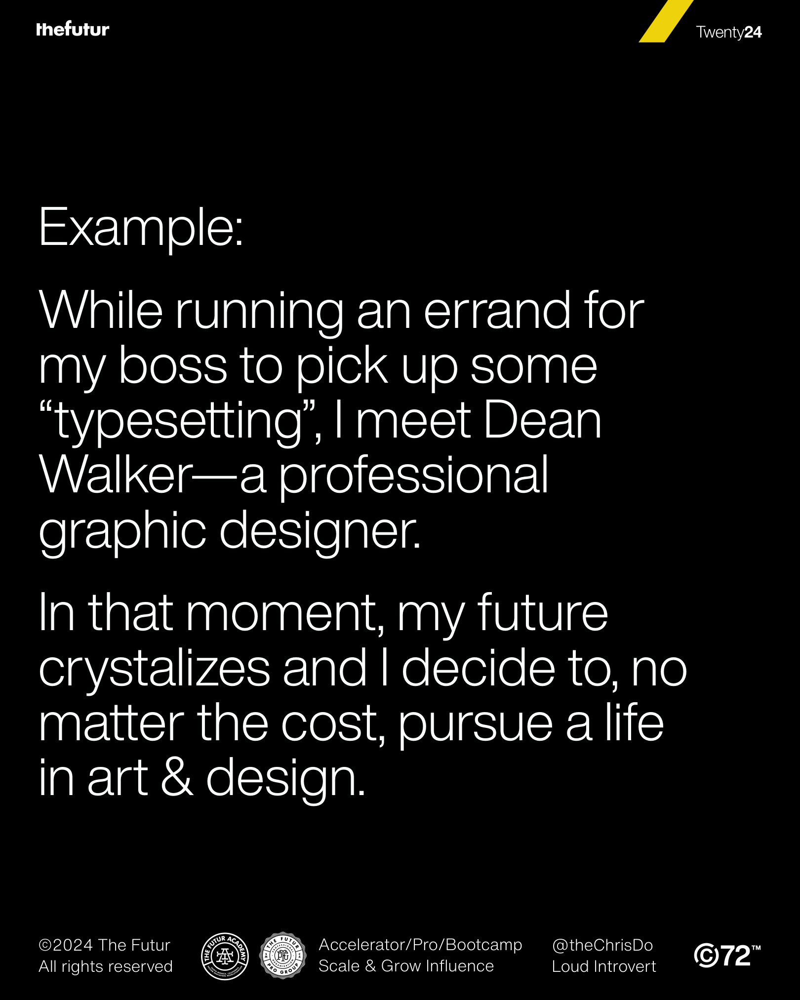 thefutur
Twenty24
Example:
While running an errand for
my boss to pick up some
“typesetting”, I meet Dean
Walker—a professional
graphic designer.
In that moment, my future
crystalizes and I decide to, no
matter the cost, pursue a life
in art & design.
©2024 The Futur
All rights reserved
THE FUTUR ACADEMY
THE FUTUR
PRO GROUP
Accelerator/Pro/Bootcamp
Scale & Grow Influence
@theChrisDo
Loud Introvert
©72™